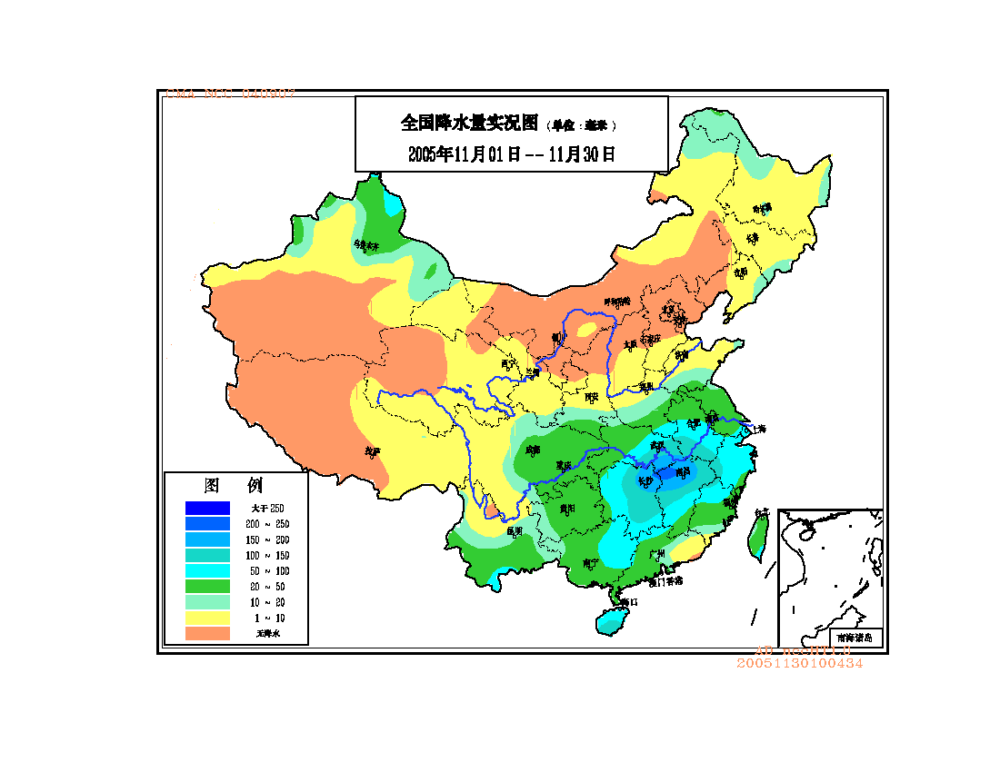 CMA NCC 040902
全国降水量实况图（单位：毫米）
2005年11月01日－－11月30日
哈尔滨
长春
沈阳
乌鲁木齐
呼和浩特
北京
天津
银川
太原
石家庄
济南
西宁
兰州
西安
郑州
合肥
南京
上海
成都
武汉
拉萨
重庆
长沙
南昌
贵阳
福州
台北
昆明
广州
南宁
澳门 香港
海口
图 例
大于 250
200 ~ 250
150 ~ 200
100 ~ 150
50 ~ 100
20 ~ 50
10 ~ 20
1 ~ 10
无降水
南海诸岛
20051130100434